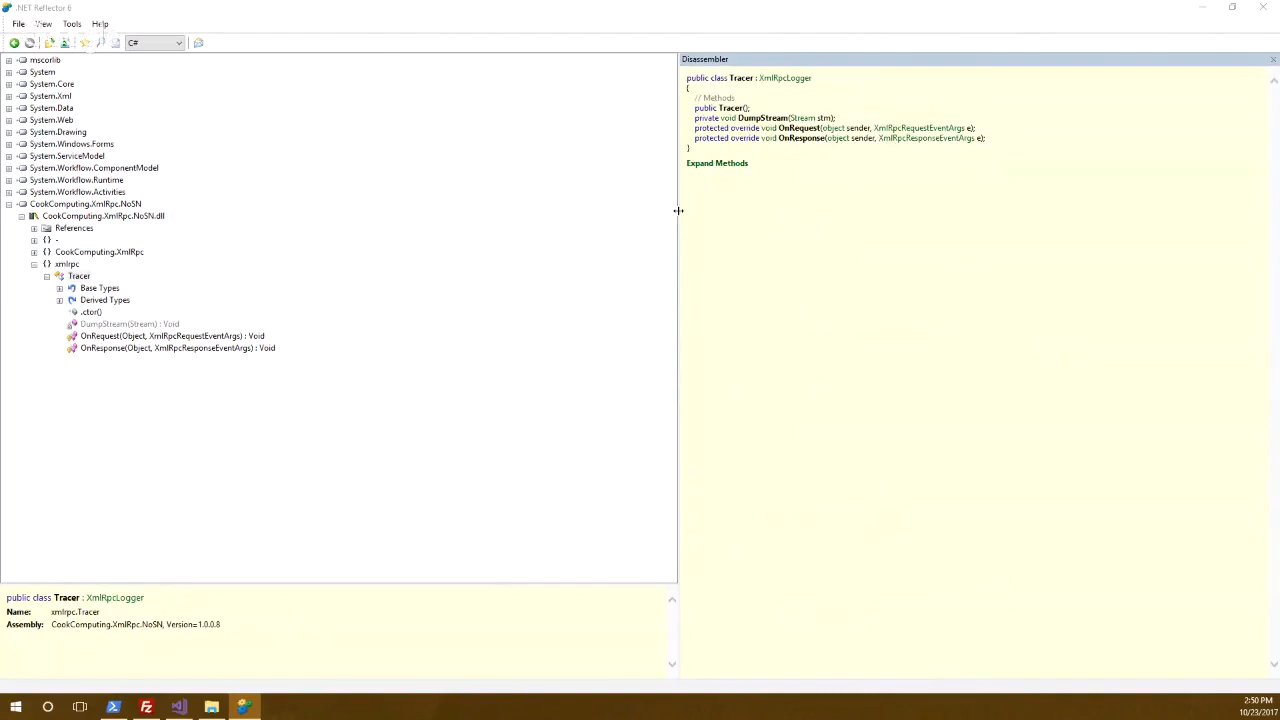 .NET Reflector 6
File View Tools Help
C#
mscorlib
System
System.Core
System.Xml
System.Data
System.Web
System.Drawing
System.Windows.Forms
System.ServiceModel
System.Workflow.ComponentModel
System.Workflow.Runtime
System.Workflow.Activities
CookComputing.XmlRpc.NoSN
CookComputing.XmlRpc.NoSN.dll
References
{ } -
{ } CookComputing.XmlRpc
{ } xmlrpc
Tracer
Base Types
Derived Types
.ctor()
DumpStream(Stream) : Void
OnRequest(Object, XmlRpcRequestEventArgs) : Void
OnResponse(Object, XmlRpcResponseEventArgs) : Void
public class Tracer : XmlRpcLogger
Name: xmlrpc.Tracer
Assembly: CookComputing.XmlRpc.NoSN, Version=1.0.0.8
Disassembler
public class Tracer : XmlRpcLogger
{
// Methods
public Tracer();
private void DumpStream(Stream stm);
protected override void OnRequest(object sender, XmlRpcRequestEventArgs e);
protected override void OnResponse(object sender, XmlRpcResponseEventArgs e);
}
Expand Methods
2:50 PM
10/23/2017